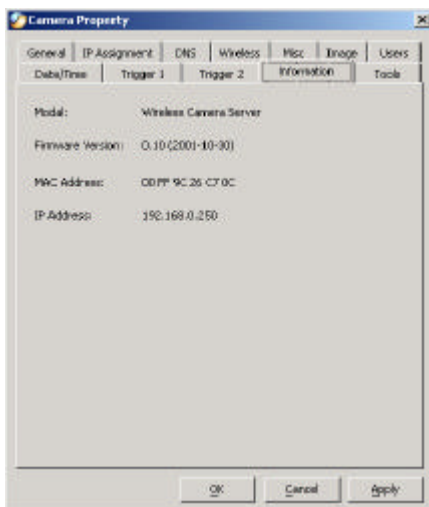 Camera Property
General IP Assignment DNS Wireless Misc Image Users
Date/Time Trigger 1 Trigger 2 Information Tools
Model: Wireless Camera Server
Firmware Version: 0.10 (2001-10-30)
MAC Address: 00 FF 9C 26 C7 0C
IP Address: 192.168.0.250
OK Cancel Apply